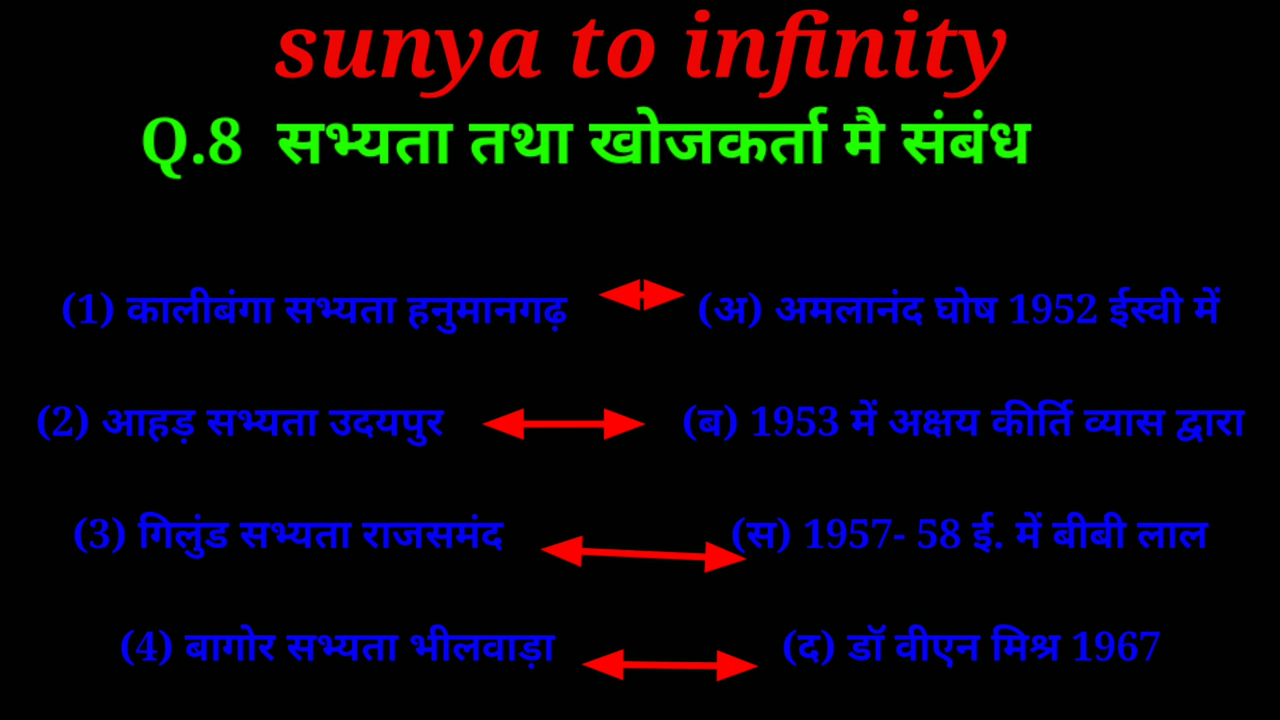 sunya to infinity
Q.8 सभ्यता तथा खोजकर्ता मै संबंध
(1) कालीबंगा सभ्यता हनुमानगढ़ (अ) अमलानंद घोष 1952 ईस्वी में
(2) आहड़ सभ्यता उदयपुर (ब) 1953 में अक्षय कीर्ति व्यास द्वारा
(3) गिलुंड सभ्यता राजसमंद (स) 1957- 58 ई. में बीबी लाल
(4) बागोर सभ्यता भीलवाड़ा (द) डॉ वीएन मिश्र 1967